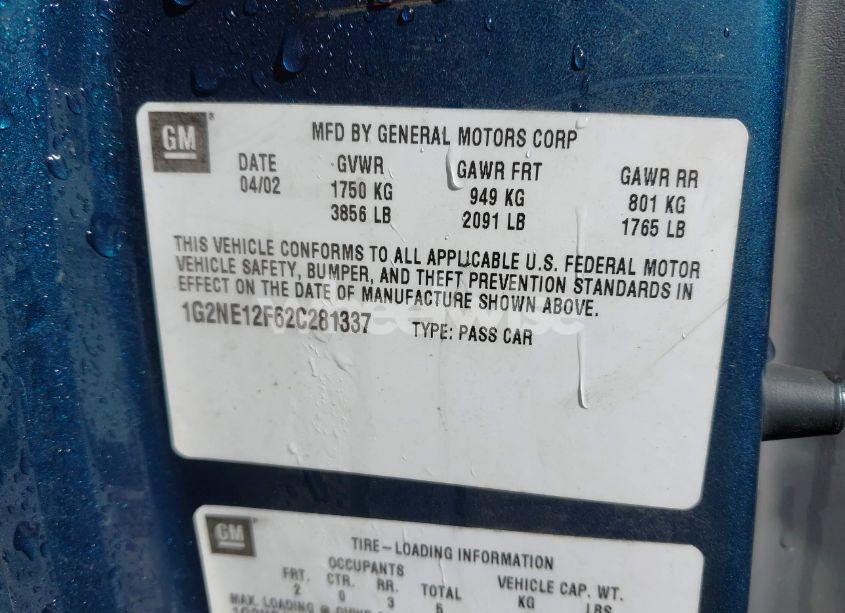 GM
MFD BY GENERAL MOTORS CORP
DATE GVWR GAWR FRT GAWR RR
04/02 1750 KG 949 KG 801 KG
3856 LB 2091 LB 1765 LB
THIS VEHICLE CONFORMS TO ALL APPLICABLE U.S. FEDERAL MOTOR
VEHICLE SAFETY, BUMPER, AND THEFT PREVENTION STANDARDS IN
EFFECT ON THE DATE OF MANUFACTURE SHOWN ABOVE.
1G2NE12F62C281337 TYPE: PASS CAR
GM
TIRE–LOADING INFORMATION
OCCUPANTS VEHICLE CAP. WT.
FRT. CTR. RR. TOTAL KG LBS
2 0 3
MAX. LOADING @